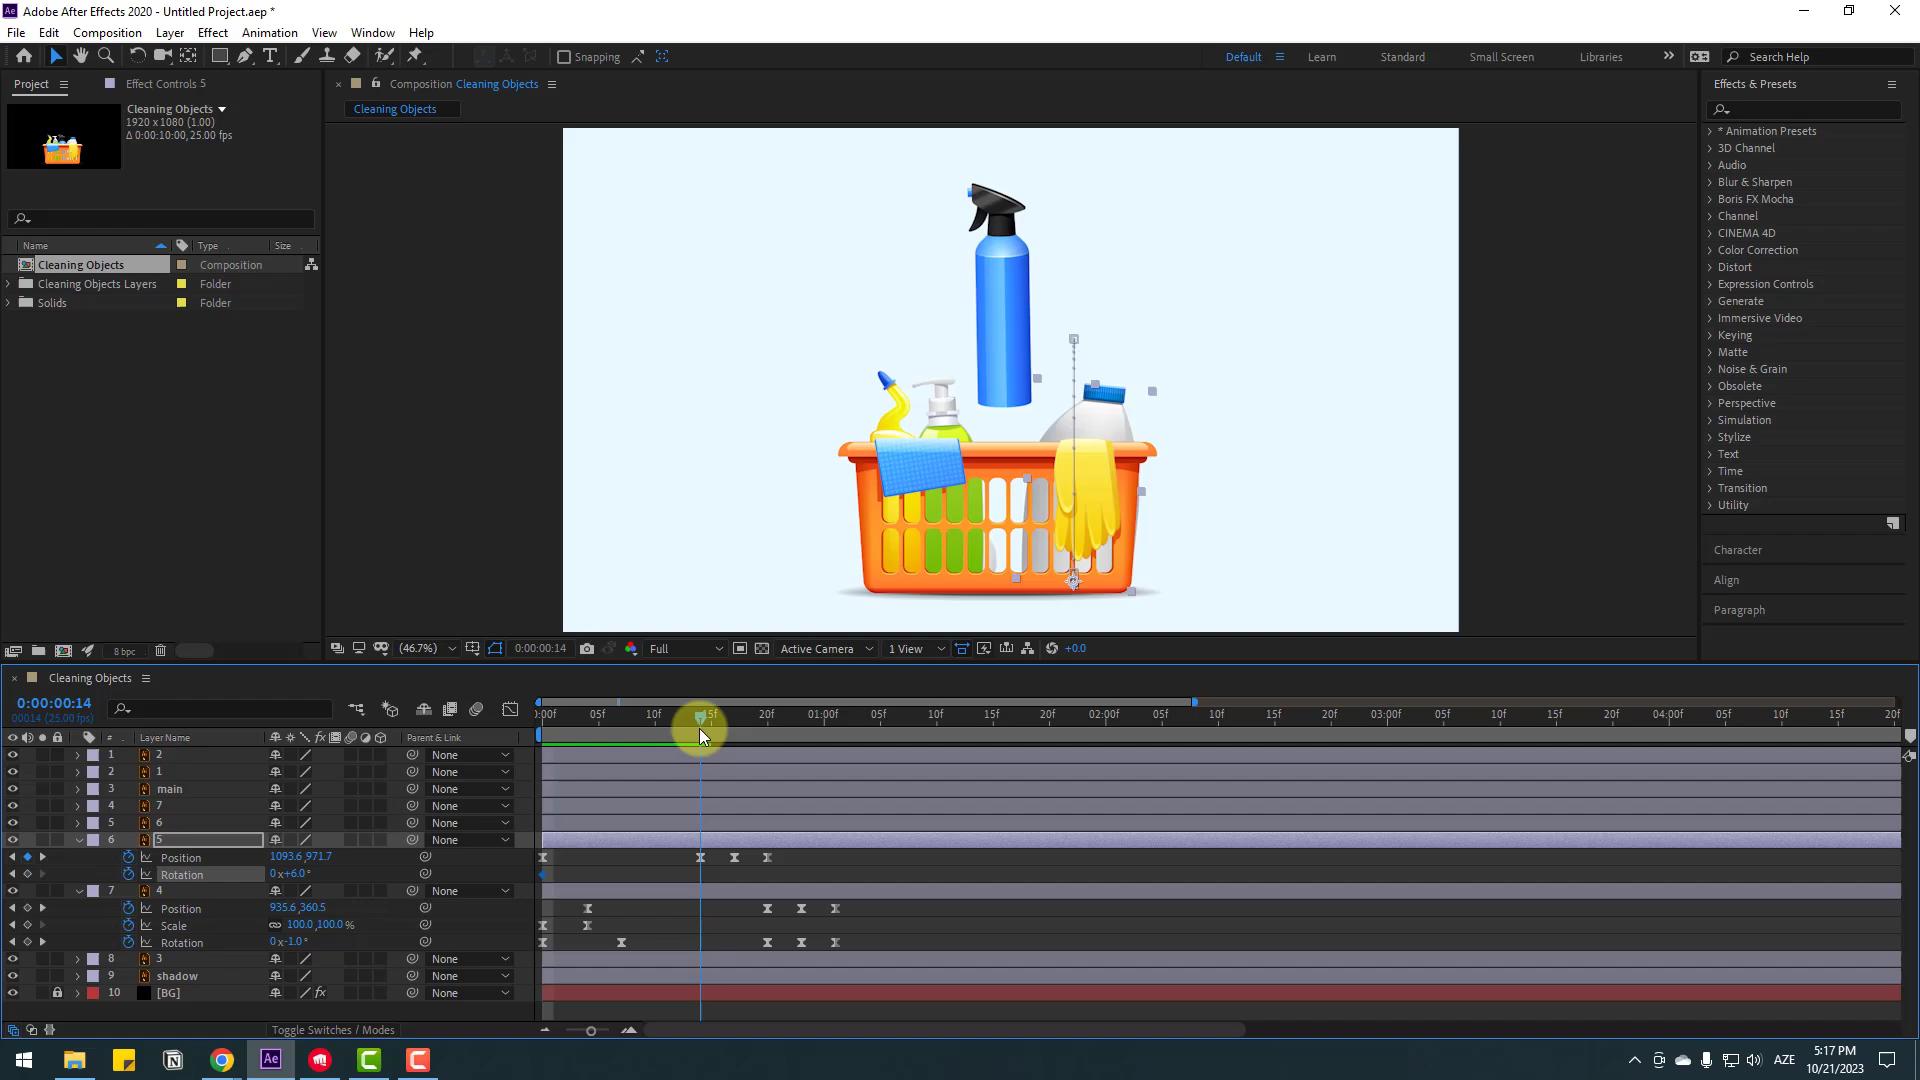 Adobe After Effects 2020 - Untitled Project.aep *
File Edit Composition Layer Effect Animation View Window Help
Snapping
Default Learn Standard Small Screen Libraries Search Help
Project Effect Controls 5
Composition Cleaning Objects
Cleaning Objects
Cleaning Objects
1920 x 1080 (1.00)
Δ 0:00:10:00, 25.00 fps
Name Type Size
Cleaning Objects Composition
Cleaning Objects Layers Folder
Solids Folder
8 bpc
(46.7%) 0:00:00:14 Full Active Camera 1 View +0.0
Effects & Presets
* Animation Presets
3D Channel
Audio
Blur & Sharpen
Boris FX Mocha
Channel
CINEMA 4D
Color Correction
Distort
Expression Controls
Generate
Immersive Video
Keying
Matte
Noise & Grain
Obsolete
Perspective
Simulation
Stylize
Text
Time
Transition
Utility
Character
Align
Paragraph
Cleaning Objects
0:00:00:14
00014 (25.00 fps)
:00f 05f 10f 15f 20f 01:00f 05f 10f 15f 20f 02:00f 05f 10f 15f 20f 03:00f 05f 10f 15f 20f 04:00f 05f 10f 15f 20f
# Layer Name fx Parent & Link
1 2 None
2 1 None
3 main None
4 7 None
5 6 None
6 5 None
Position 1093.6,971.7
Rotation 0x+6.0°
7 4 None
Position 935.6,360.5
Scale 100.0,100.0%
Rotation 0x-1.0°
8 3 None
9 shadow None
10 [BG] fx None
Toggle Switches / Modes
Ae
AZE
5:17 PM
10/21/2023